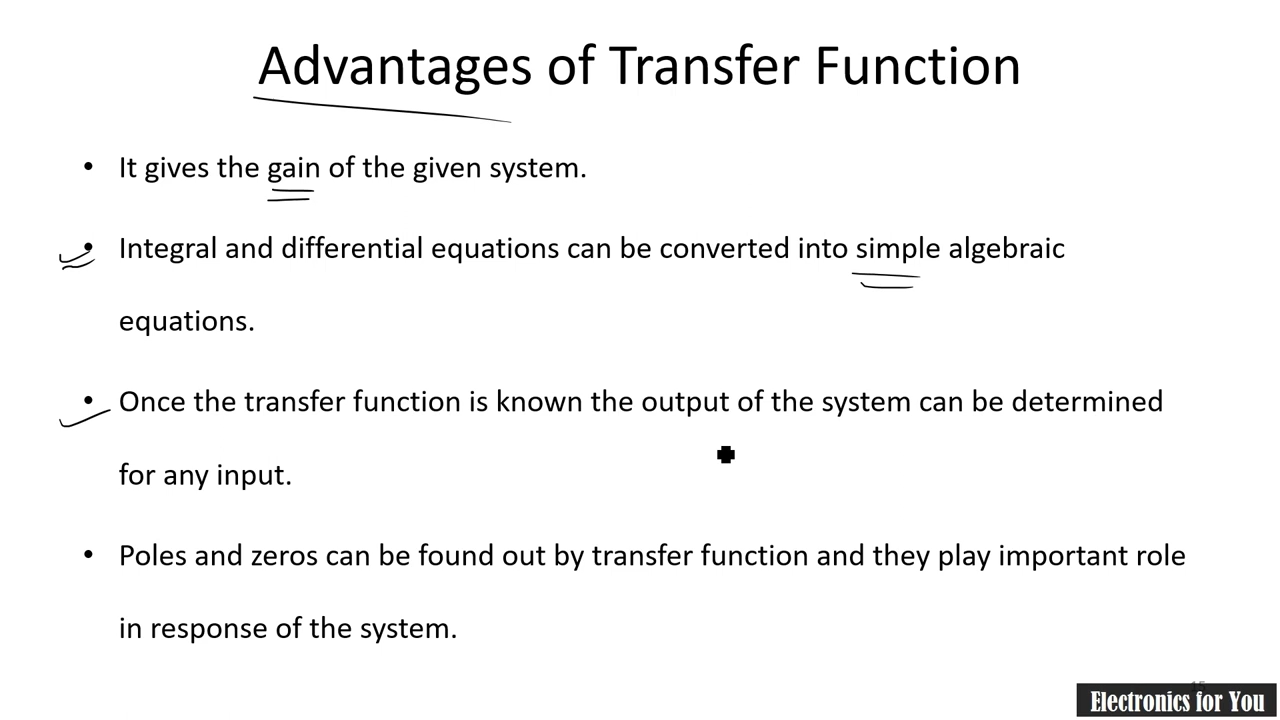 Advantages of Transfer Function
• It gives the gain of the given system.
• Integral and differential equations can be converted into simple algebraic
equations.
• Once the transfer function is known the output of the system can be determined
for any input.
• Poles and zeros can be found out by transfer function and they play important role
in response of the system.
15
Electronics for You